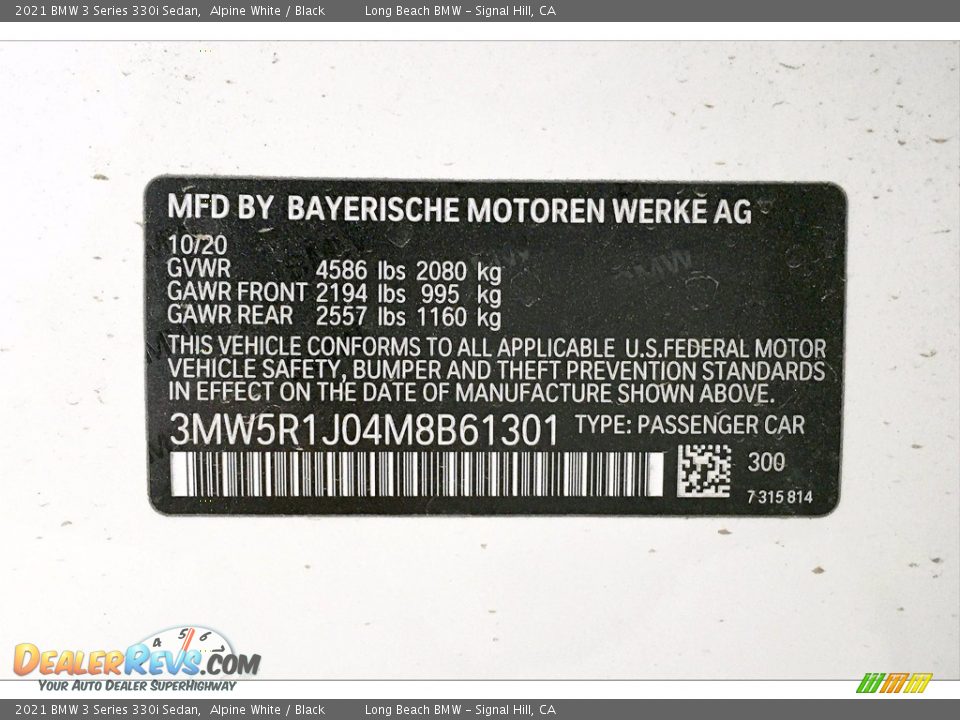 2021 BMW 3 Series 330i Sedan, Alpine White / Black Long Beach BMW - Signal Hill, CA
MFD BY BAYERISCHE MOTOREN WERKE AG
10/20
GVWR 4586 lbs 2080 kg
GAWR FRONT 2194 lbs 995 kg
GAWR REAR 2557 lbs 1160 kg
THIS VEHICLE CONFORMS TO ALL APPLICABLE U.S.FEDERAL MOTOR
VEHICLE SAFETY, BUMPER AND THEFT PREVENTION STANDARDS
IN EFFECT ON THE DATE OF MANUFACTURE SHOWN ABOVE.
3MW5R1J04M8B61301 TYPE: PASSENGER CAR
300
7 315 814
4 5 6
DEALERREVS.COM
YOUR AUTO DEALER SUPERHIGHWAY
2021 BMW 3 Series 330i Sedan, Alpine White / Black Long Beach BMW - Signal Hill, CA